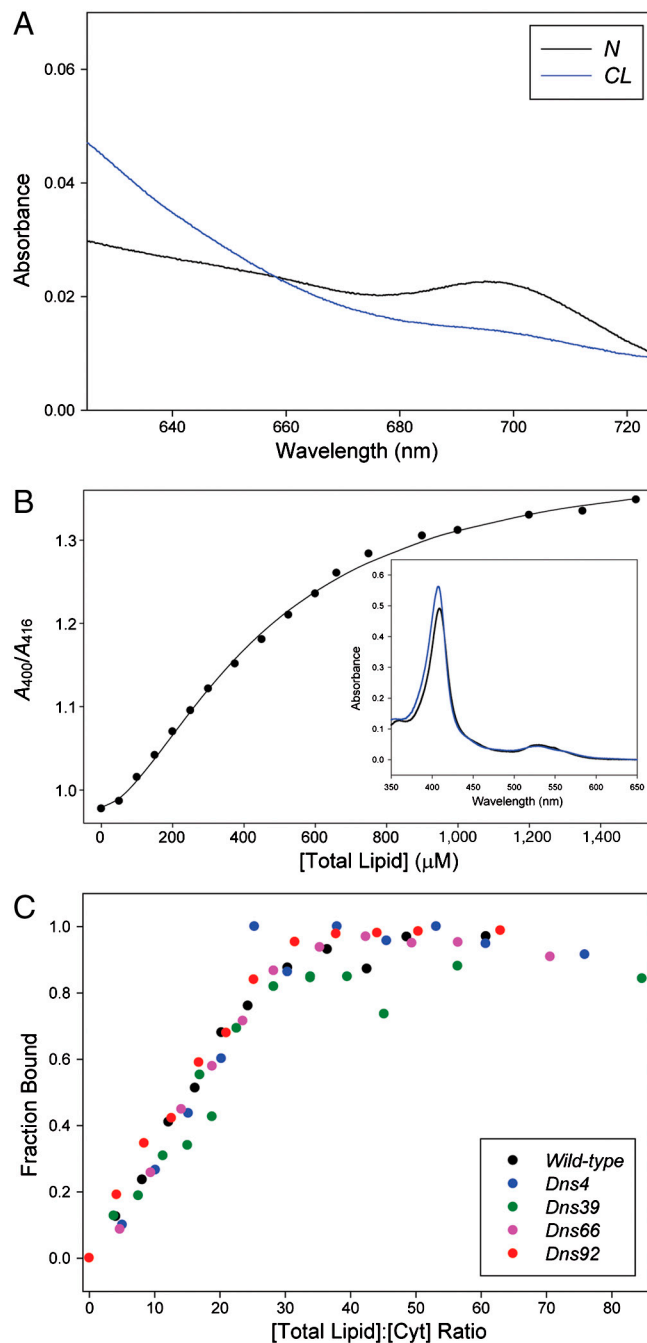 A
N
CL
0.06
0.04
0.02
0.00
Absorbance
640 660 680 700 720
Wavelength (nm)
B
1.3
1.2
1.1
1.0
A400/A416
0 200 400 600 800 1,000 1,200 1,400
[Total Lipid] (μM)
0.6
0.5
0.4
0.3
0.2
0.1
0.0
Absorbance
350 400 450 500 550 600 650
Wavelength (nm)
C
1.0
0.8
0.6
0.4
0.2
0.0
Fraction Bound
Wild-type
Dns4
Dns39
Dns66
Dns92
0 10 20 30 40 50 60 70 80
[Total Lipid]:[Cyt] Ratio